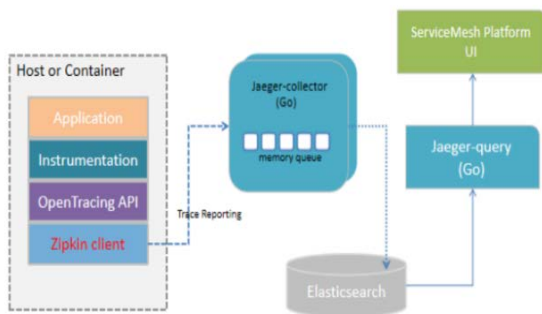 Host or Container
Application
Instrumentation
OpenTracing API
Zipkin client
Trace Reporting
Jaeger-collector
(Go)
memory queue
Elasticsearch
ServiceMesh Platform
UI
Jaeger-query
(Go)